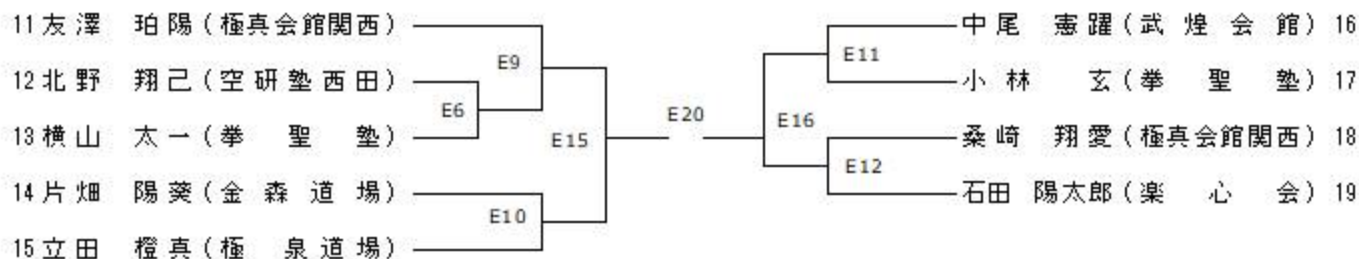 11 友澤 珀陽(極真会館関西)
E9
12 北野 翔己(空研塾西田)
E6
13 横山 太一(拳聖塾)
E15
14 片畑 陽葵(金森道場)
E10
15 立田 橙真(極泉道場)
E20
中尾 憲躍(武煌会館) 16
E11
小林 玄(拳聖塾) 17
E16
桑崎 翔愛(極真会館関西) 18
E12
石田 陽太郎(楽心会) 19